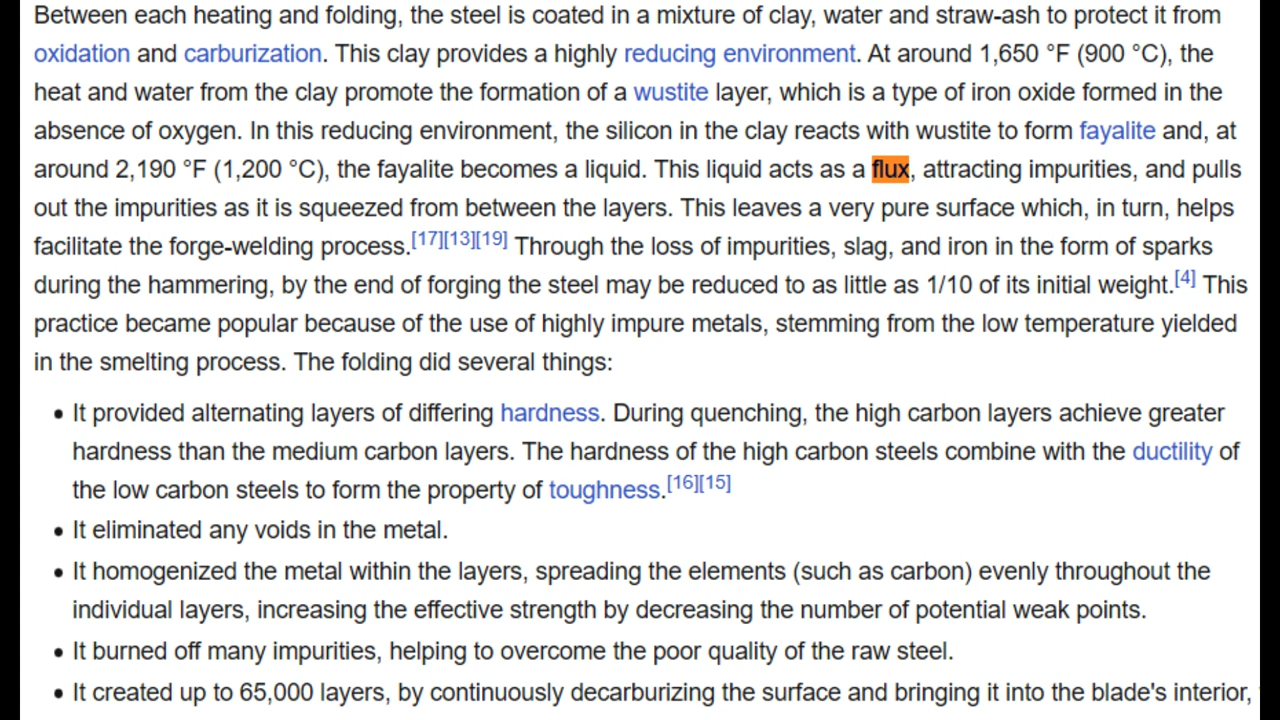 Between each heating and folding, the steel is coated in a mixture of clay, water and straw-ash to protect it from
oxidation and carburization. This clay provides a highly reducing environment. At around 1,650 °F (900 °C), the
heat and water from the clay promote the formation of a wustite layer, which is a type of iron oxide formed in the
absence of oxygen. In this reducing environment, the silicon in the clay reacts with wustite to form fayalite and, at
around 2,190 °F (1,200 °C), the fayalite becomes a liquid. This liquid acts as a flux, attracting impurities, and pulls
out the impurities as it is squeezed from between the layers. This leaves a very pure surface which, in turn, helps
facilitate the forge-welding process.[17][13][19] Through the loss of impurities, slag, and iron in the form of sparks
during the hammering, by the end of forging the steel may be reduced to as little as 1/10 of its initial weight.[4] This
practice became popular because of the use of highly impure metals, stemming from the low temperature yielded
in the smelting process. The folding did several things:
• It provided alternating layers of differing hardness. During quenching, the high carbon layers achieve greater
hardness than the medium carbon layers. The hardness of the high carbon steels combine with the ductility of
the low carbon steels to form the property of toughness.[16][15]
• It eliminated any voids in the metal.
• It homogenized the metal within the layers, spreading the elements (such as carbon) evenly throughout the
individual layers, increasing the effective strength by decreasing the number of potential weak points.
• It burned off many impurities, helping to overcome the poor quality of the raw steel.
• It created up to 65,000 layers, by continuously decarburizing the surface and bringing it into the blade's interior,